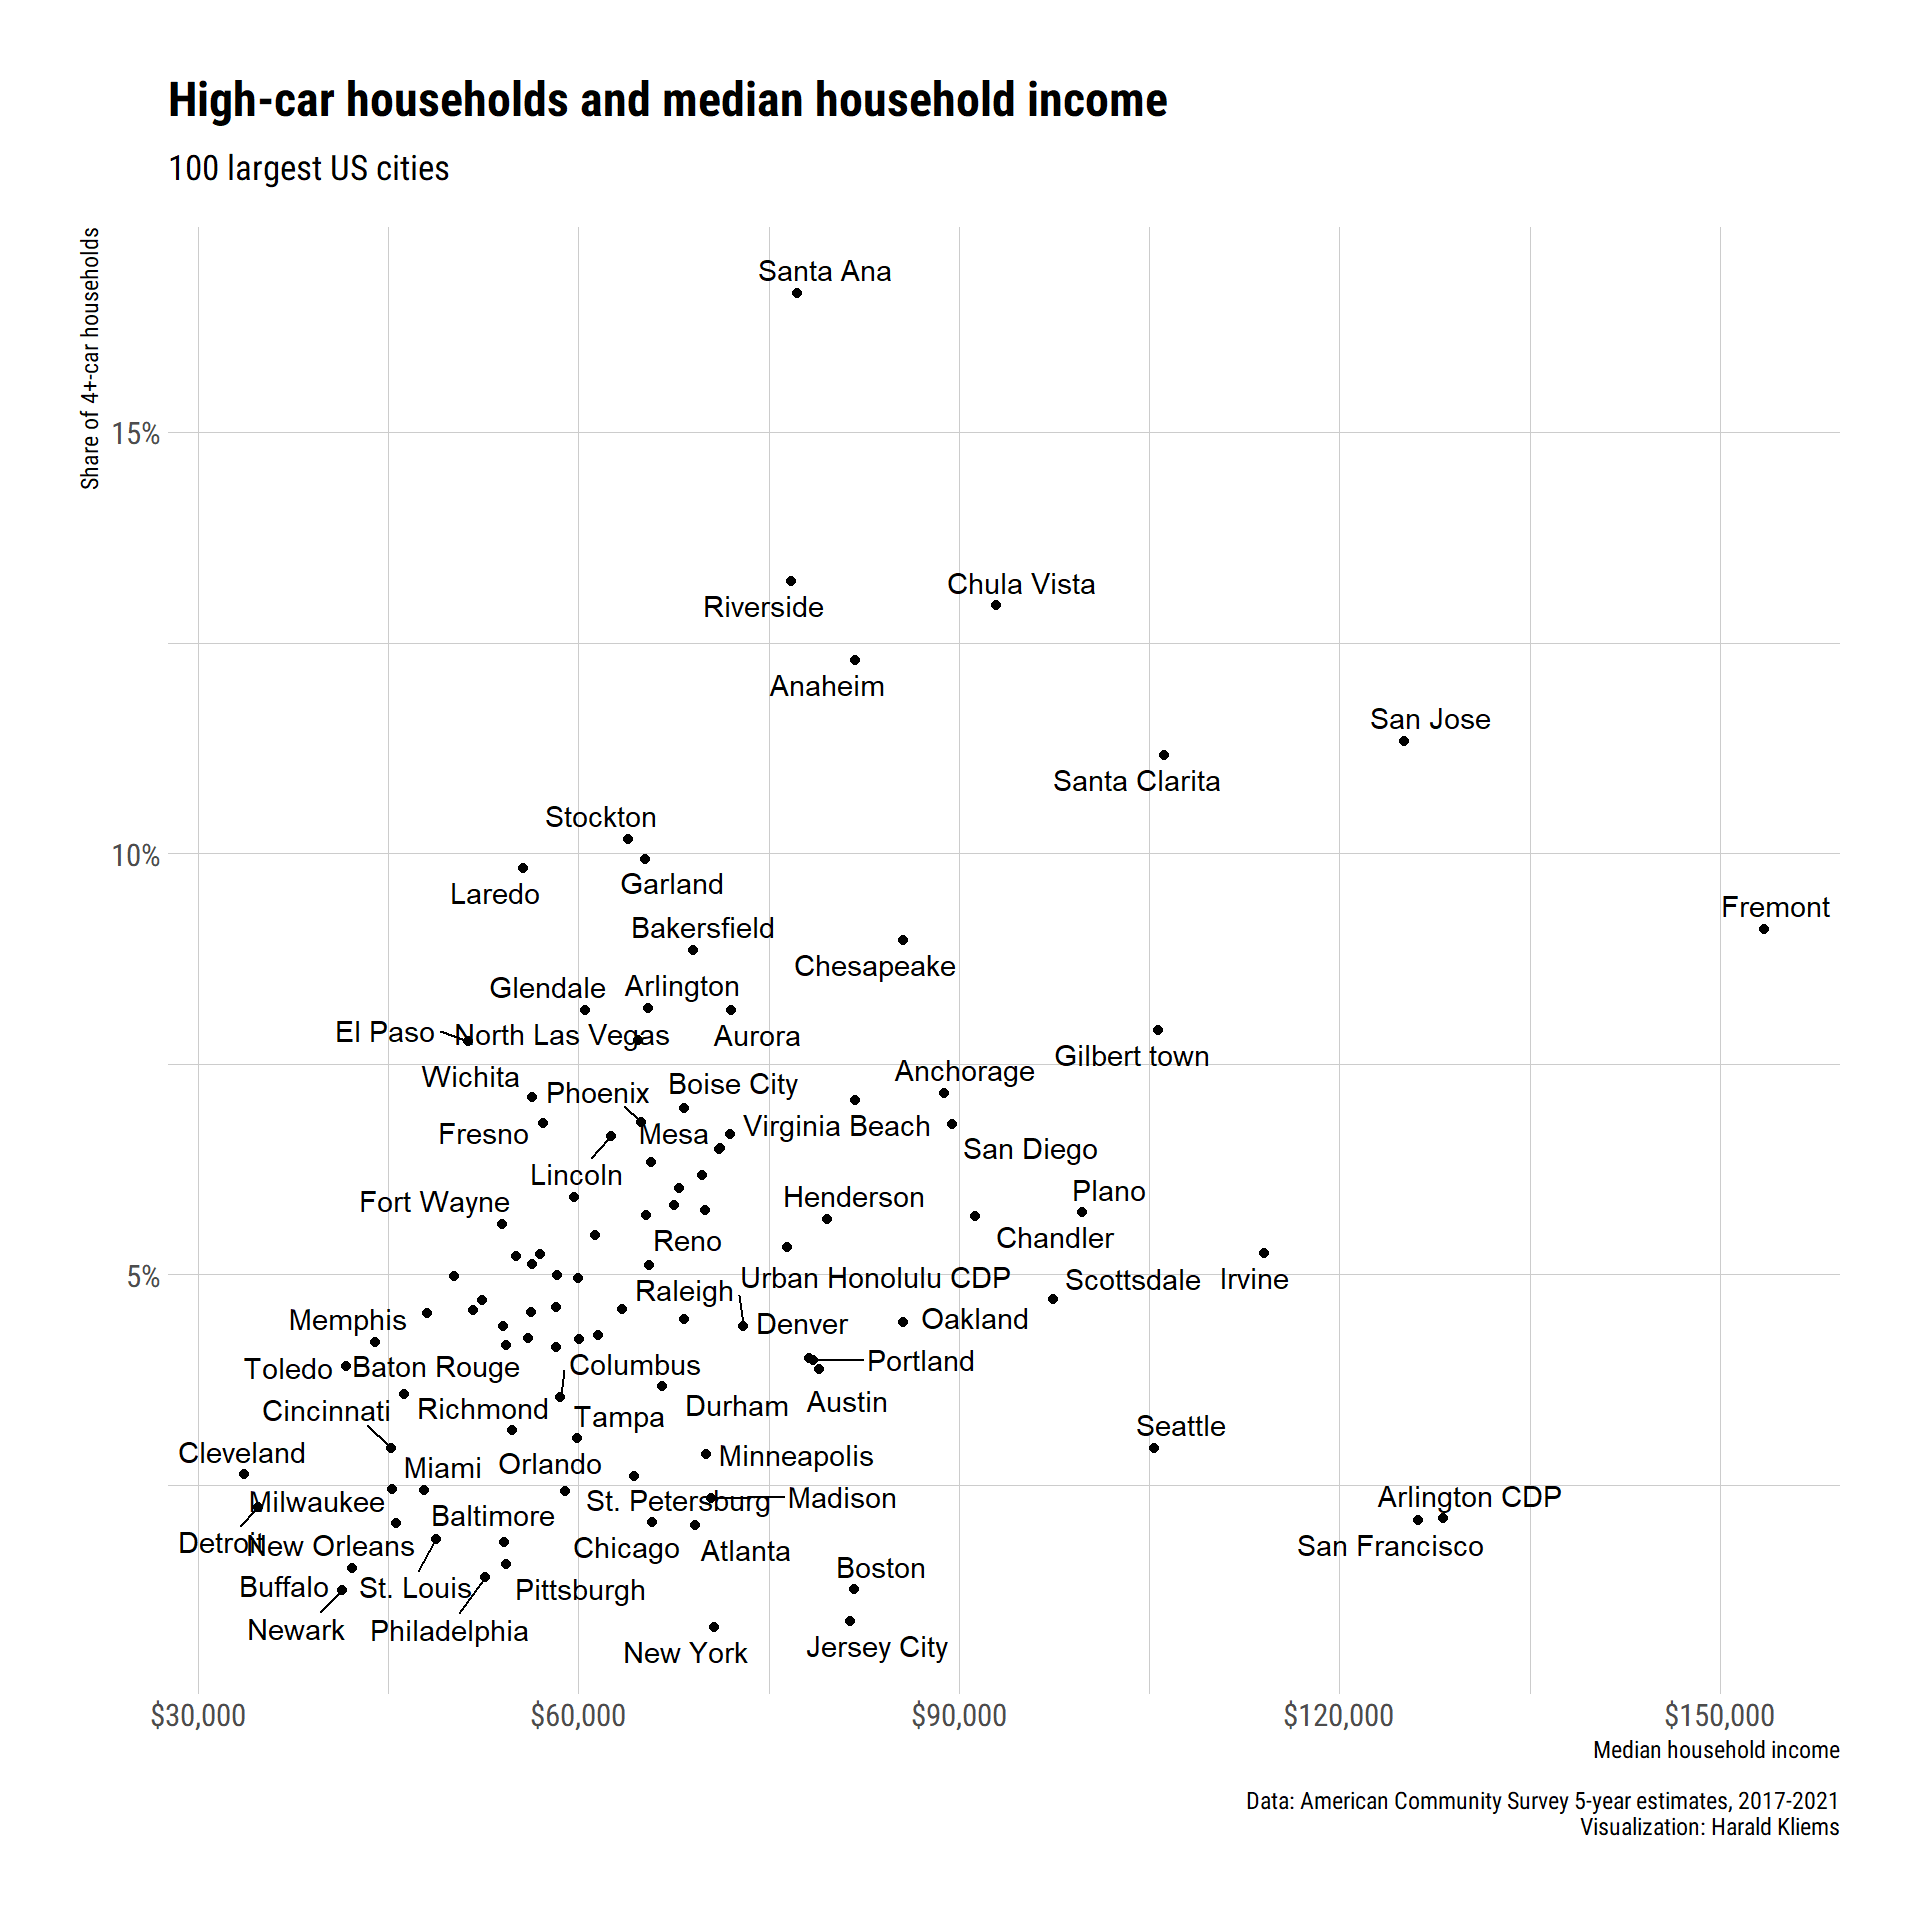 High-car households and median household income
100 largest US cities
Share of 4+-car households
15%
10%
5%
Santa Ana
Riverside
Chula Vista
Anaheim
San Jose
Santa Clarita
Stockton
Garland
Laredo
Fremont
Bakersfield
Chesapeake
Glendale
Arlington
El Paso
North Las Vegas
Aurora
Gilbert town
Wichita
Phoenix
Boise City
Anchorage
Fresno
Mesa
Virginia Beach
San Diego
Lincoln
Fort Wayne
Henderson
Plano
Reno
Chandler
Raleigh
Urban Honolulu CDP
Scottsdale
Irvine
Memphis
Denver
Oakland
Toledo
Baton Rouge
Columbus
Portland
Cincinnati
Richmond
Tampa
Durham
Austin
Seattle
Cleveland
Miami
Orlando
Minneapolis
Milwaukee
St. Petersburg
Madison
Arlington CDP
Detroit
Baltimore
New Orleans
Chicago
Atlanta
San Francisco
Buffalo
St. Louis
Pittsburgh
Boston
Newark
Philadelphia
New York
Jersey City
$30,000
$60,000
$90,000
$120,000
$150,000
Median household income
Data: American Community Survey 5-year estimates, 2017-2021
Visualization: Harald Kliems